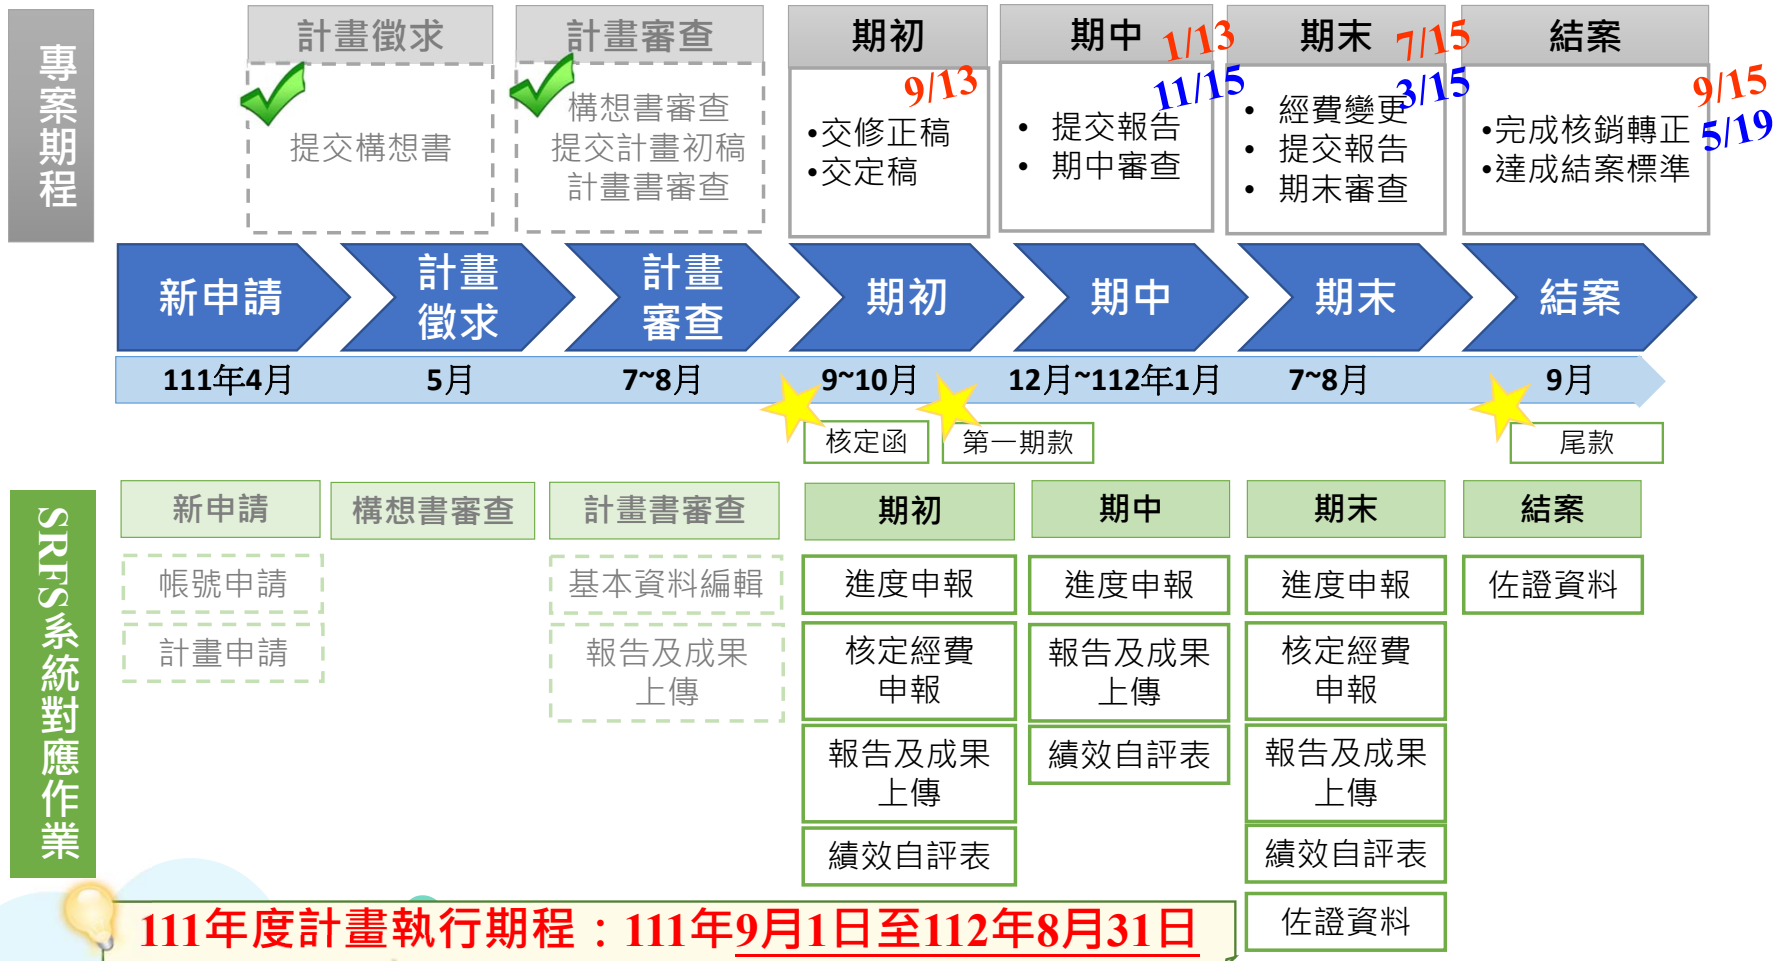 專案期程
計畫徵求
提交構想書
計畫審查
構想書審查
提交計畫初稿
計畫書審查
期初
9/13
•交修正稿
•交定稿
期中
1/13
11/15
• 提交報告
• 期中審查
期末
7/15
3/15
• 經費變更
• 提交報告
• 期末審查
結案
9/15
5/19
•完成核銷轉正
•達成結案標準
新申請
計畫
徵求
計畫
審查
期初
期中
期末
結案
111年4月
5月
7~8月
9~10月
12月~112年1月
7~8月
9月
核定函
第一期款
尾款
SRFS系統對應作業
新申請
帳號申請
計畫申請
構想書審查
計畫書審查
基本資料編輯
報告及成果
上傳
期初
進度申報
核定經費
申報
報告及成果
上傳
績效自評表
期中
進度申報
報告及成果
上傳
績效自評表
期末
進度申報
核定經費
申報
報告及成果
上傳
績效自評表
佐證資料
結案
佐證資料
111年度計畫執行期程：111年9月1日至112年8月31日